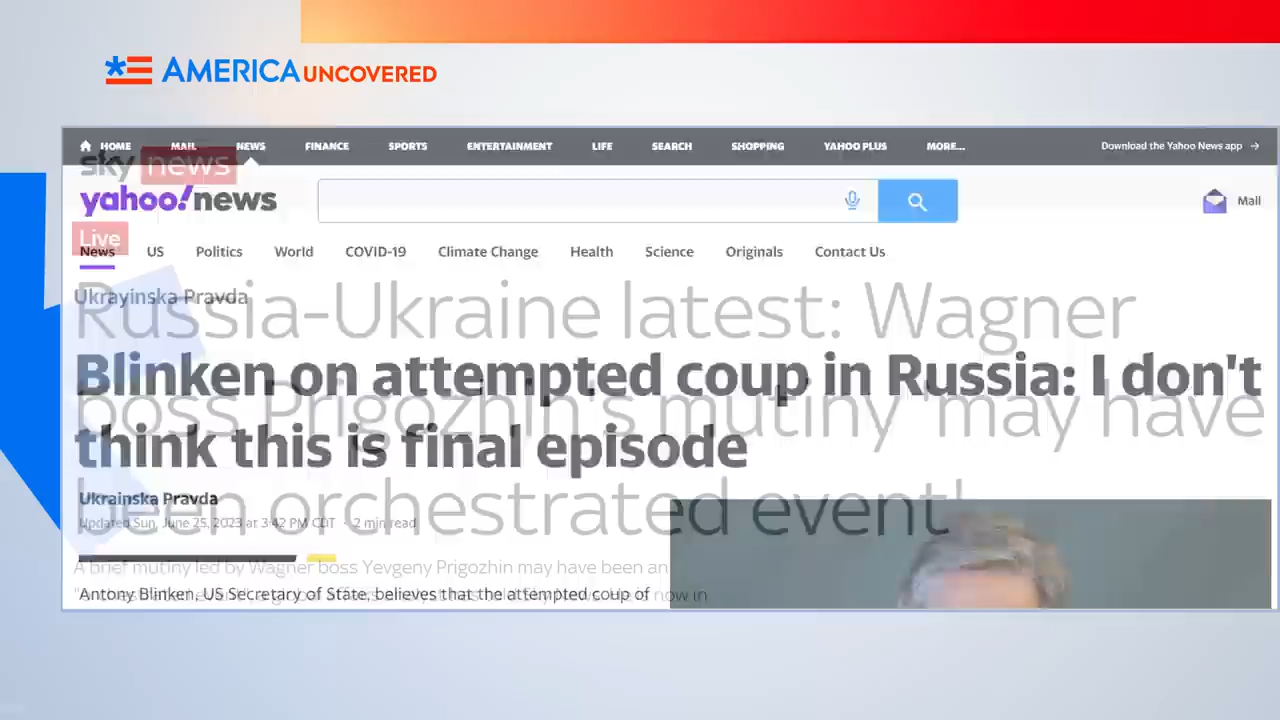 AMERICA UNCOVERED
HOME MAIL NEWS FINANCE SPORTS ENTERTAINMENT LIFE SEARCH SHOPPING YAHOO PLUS MORE... Download the Yahoo News app →
sky news
yahoo!news
Mail
Live
News US Politics World COVID-19 Climate Change Health Science Originals Contact Us
Ukrayinska Pravda
Russia-Ukraine latest: Wagner
Blinken on attempted coup in Russia: I don't
boss Prigozhin's mutiny 'may have
think this is final episode
Ukrainska Pravda
been orchestrated event'
Updated Sun, June 25, 2023 at 3:42 PM CDT · 2 min read
A brief mutiny led by Wagner boss Yevgeny Prigozhin may have been an
Antony Blinken, US Secretary of State, believes that the attempted coup of
now in